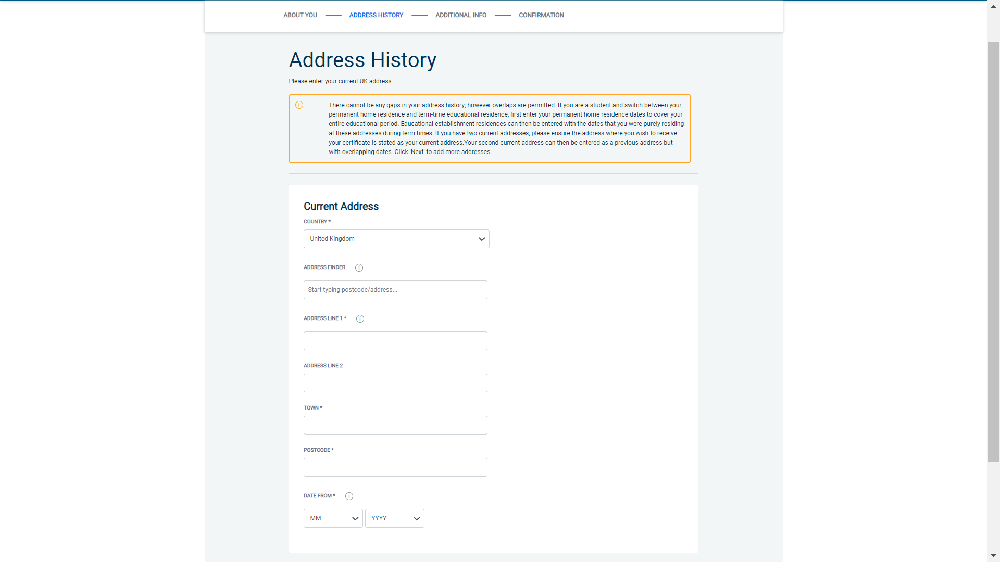 ABOUT YOU
ADDRESS HISTORY
ADDITIONAL INFO
CONFIRMATION
Address History
Please enter your current UK address.
There cannot be any gaps in your address history; however overlaps are permitted. If you are a student and switch between your
permanent home residence and term-time educational residence, first enter your permanent home residence dates to cover your
entire educational period. Educational establishment residences can then be entered with the dates that you were purely residing
at these addresses during term times. If you have two current addresses, please ensure the address where you wish to receive
your certificate is stated as your current address.Your second current address can then be entered as a previous address but
with overlapping dates. Click 'Next' to add more addresses.
Current Address
COUNTRY *
United Kingdom
ADDRESS FINDER
Start typing postcode/address...
ADDRESS LINE 1 *
ADDRESS LINE 2
TOWN *
POSTCODE *
DATE FROM *
MM
YYYY